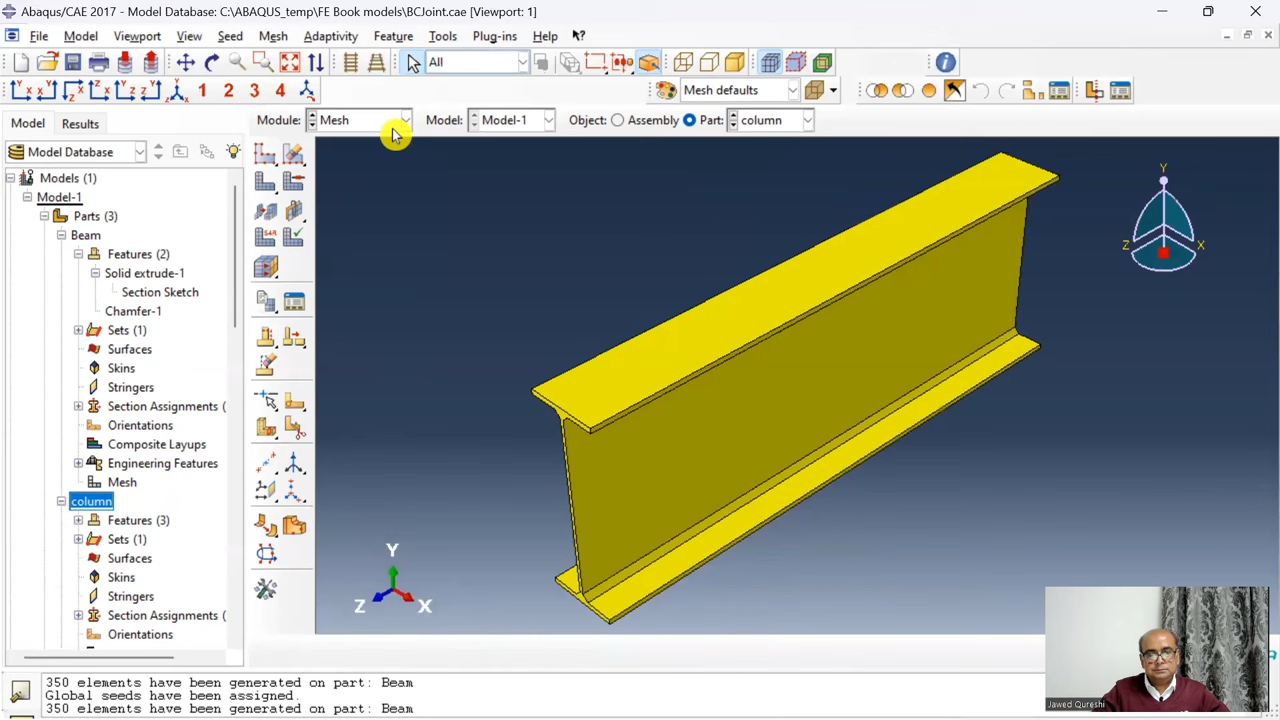 Abaqus/CAE 2017 - Model Database: C:\ABAQUS_temp\FE Book models\BCJoint.cae [Viewport: 1]
File Model Viewport View Seed Mesh Adaptivity Feature Tools Plug-ins Help
All
1 2 3 4 Mesh defaults
Model Results Module: Mesh Model: Model-1 Object: Assembly Part: column
Model Database
Models (1)
Model-1
Parts (3)
Beam
Features (2)
Solid extrude-1
Section Sketch
Chamfer-1
Sets (1)
Surfaces
Skins
Stringers
Section Assignments (
Orientations
Composite Layups
Engineering Features
Mesh
column
Features (3)
Sets (1)
Surfaces
Skins
Stringers
Section Assignments (
Orientations
Y
Z X
Y
Z X
350 elements have been generated on part: Beam
Global seeds have been assigned.
350 elements have been generated on part: Beam
Jawed Qureshi